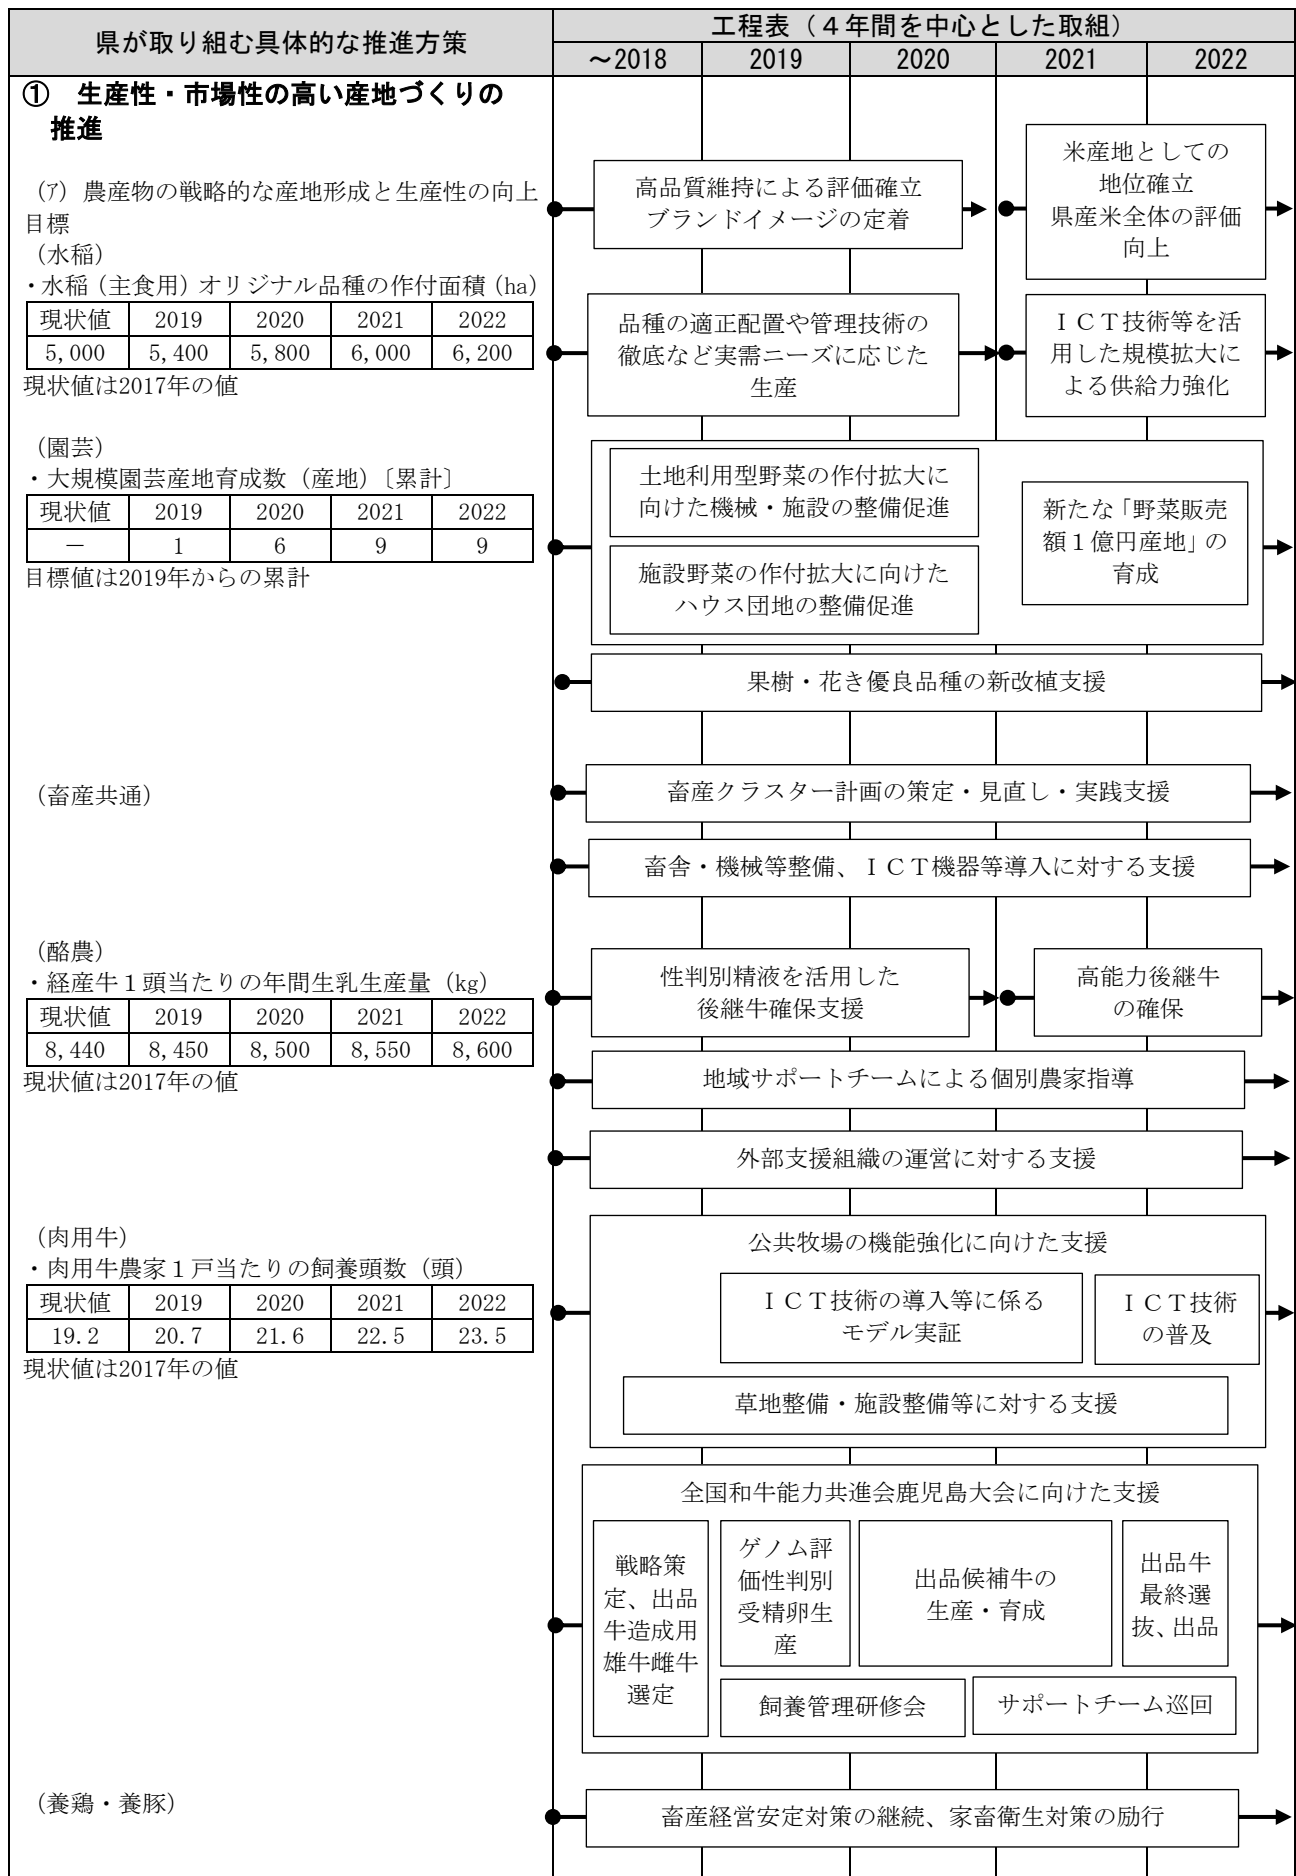 県が取り組む具体的な推進方策
工程表（４年間を中心とした取組）
～2018 2019 2020 2021 2022
① 生産性・市場性の高い産地づくりの
推進
（ｱ）農産物の戦略的な産地形成と生産性の向上
目標
（水稲）
・水稲（主食用）オリジナル品種の作付面積（ha）
現状値 2019 2020 2021 2022
5,000 5,400 5,800 6,000 6,200
現状値は2017年の値
高品質維持による評価確立
ブランドイメージの定着
米産地としての
地位確立
県産米全体の評価
向上
品種の適正配置や管理技術の
徹底など実需ニーズに応じた
生産
ＩＣＴ技術等を活
用した規模拡大に
よる供給力強化
（園芸）
・大規模園芸産地育成数（産地）〔累計〕
現状値 2019 2020 2021 2022
－ 1 6 9 9
目標値は2019年からの累計
土地利用型野菜の作付拡大に
向けた機械・施設の整備促進
施設野菜の作付拡大に向けた
ハウス団地の整備促進
新たな「野菜販売
額１億円産地」の
育成
果樹・花き優良品種の新改植支援
（畜産共通）
畜産クラスター計画の策定・見直し・実践支援
畜舎・機械等整備、ＩＣＴ機器等導入に対する支援
（酪農）
・経産牛１頭当たりの年間生乳生産量（kg）
現状値 2019 2020 2021 2022
8,440 8,450 8,500 8,550 8,600
現状値は2017年の値
性判別精液を活用した
後継牛確保支援
高能力後継牛
の確保
地域サポートチームによる個別農家指導
外部支援組織の運営に対する支援
（肉用牛）
・肉用牛農家１戸当たりの飼養頭数（頭）
現状値 2019 2020 2021 2022
19.2 20.7 21.6 22.5 23.5
現状値は2017年の値
公共牧場の機能強化に向けた支援
ＩＣＴ技術の導入等に係る
モデル実証
ＩＣＴ技術
の普及
草地整備・施設整備等に対する支援
全国和牛能力共進会鹿児島大会に向けた支援
戦略策
定、出品
牛造成用
雄牛雌牛
選定
ゲノム評
価性判別
受精卵生
産
出品候補牛の
生産・育成
出品牛
最終選
抜、出品
飼養管理研修会
サポートチーム巡回
（養鶏・養豚）
畜産経営安定対策の継続、家畜衛生対策の励行